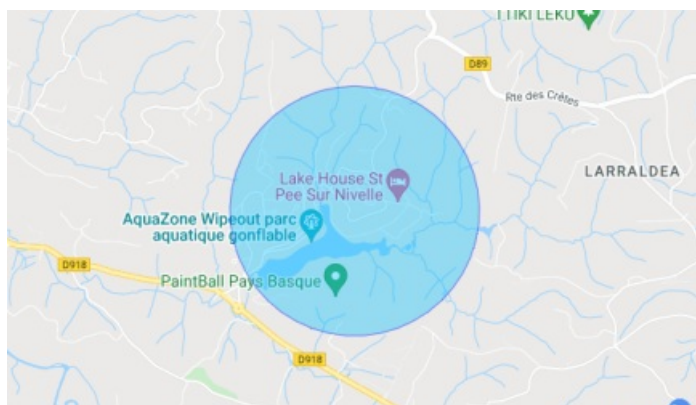 TTIKI LEKU
D89
Rte des Crêtes
LARRALDEA
Lake House St
Pee Sur Nivelle
AquaZone Wipeout parc
aquatique gonflable
D918
PaintBall Pays Basque
D918